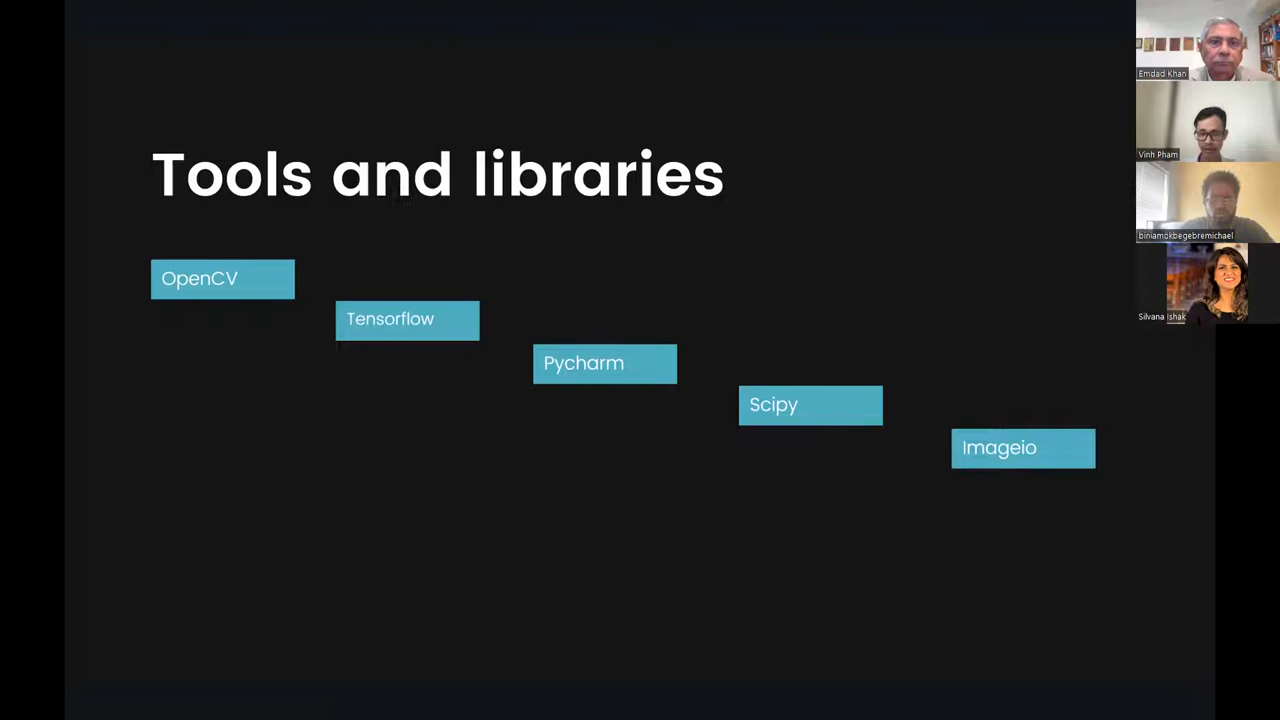 Tools and libraries
OpenCV
Tensorflow
Pycharm
Scipy
Imageio
Emdad Khan
Vinh Pham
biniamokbegebremichael
Silvana Ishak